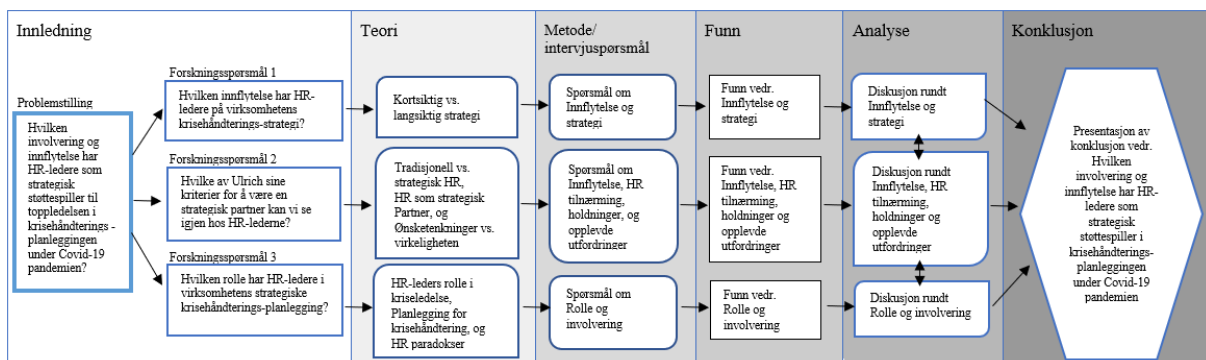 Innledning
Problemstilling
Hvilken
involvering og
innflytelse har
HR-ledere som
strategisk
støttespiller til
toppledelsen i
krisehåndterings -
planleggingen
under Covid-19
pandemien?
Forskningsspørsmål 1
Hvilken innflytelse har HR-
ledere på virksomhetens
krisehåndterings-strategi?
Forskningsspørsmål 2
Hvilke av Ulrich sine
kriterier for å være en
strategisk partner kan vi se
igjen hos HR-lederne?
Forskningsspørsmål 3
Hvilken rolle har HR-ledere i
virksomhetens strategiske
krisehåndterings-planlegging?
Teori
Kortsiktig vs.
langsiktig strategi
Tradisjonell vs.
strategisk HR,
HR som strategisk
Partner, og
Ønsketenkninger vs.
virkeligheten
HR-leders rolle i
kriseledelse,
Planlegging for
krisehåndtering, og
HR paradokser
Metode/
intervjuspørsmål
Spørsmål om
Innflytelse og
strategi
Spørsmål om
Innflytelse, HR
tilnærming,
holdninger, og
opplevde
utfordringer
Spørsmål om
Rolle og
involvering
Funn
Funn vedr.
Innflytelse og
strategi
Funn vedr.
Innflytelse, HR
tilnærming,
holdninger og
opplevde
utfordringer
Funn vedr.
Rolle og
involvering
Analyse
Diskusjon rundt
Innflytelse og
strategi
Diskusjon rundt
Innflytelse, HR
tilnærming,
holdninger og
opplevde
utfordringer
Diskusjon rundt
Rolle og involvering
Konklusjon
Presentasjon av
konklusjon vedr.
Hvilken
involvering og
innflytelse har HR-
ledere som
strategisk
støttespiller i
krisehåndterings-
planleggingen
under Covid-19
pandemien